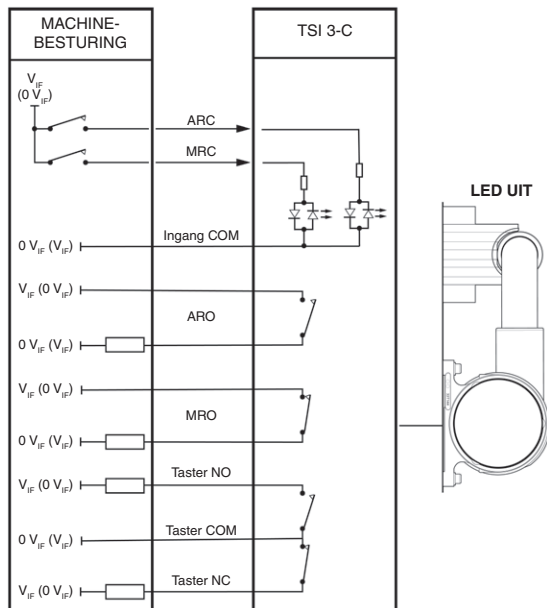 MACHINE-
BESTURING
TSI 3-C
V_IF
(0 V_IF)
ARC
MRC
LED UIT
Ingang COM
0 V_IF (V_IF)
V_IF (0 V_IF)
ARO
0 V_IF (V_IF)
V_IF (0 V_IF)
MRO
0 V_IF (V_IF)
Taster NO
V_IF (0 V_IF)
Taster COM
0 V_IF (V_IF)
Taster NC
V_IF (0 V_IF)